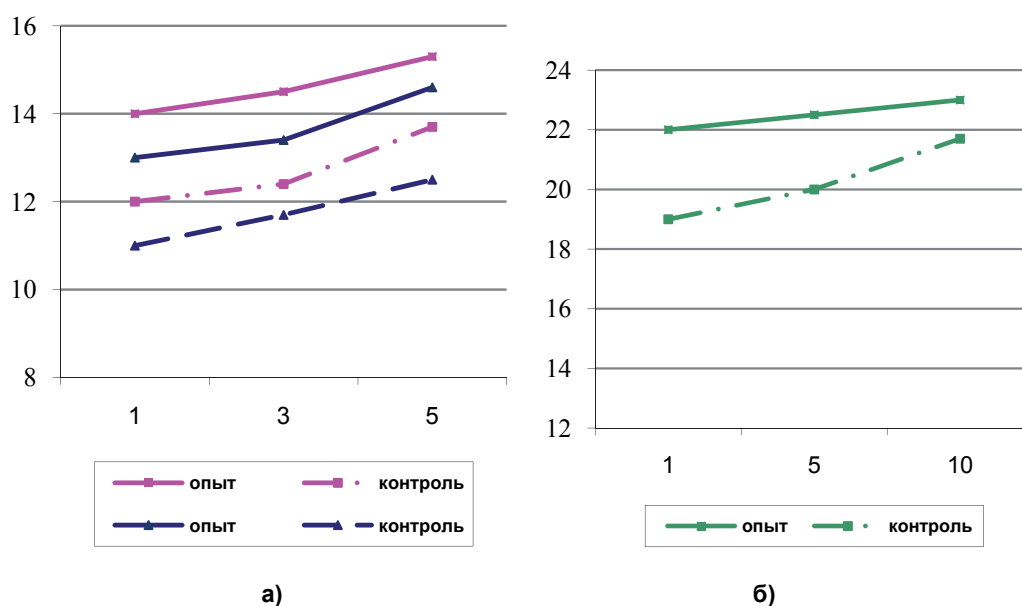 16
14
12
10
8
1 3 5
опыт контроль
опыт контроль
а)
24
22
20
18
16
14
12
1 5 10
опыт контроль
б)